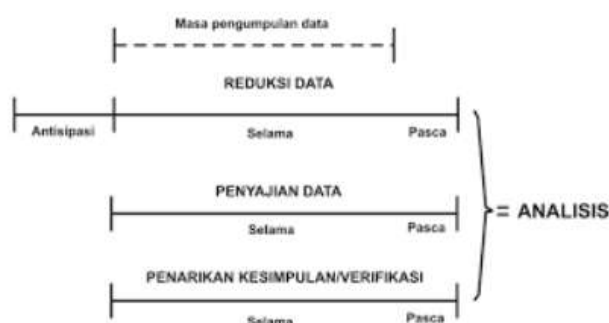 Masa pengumpulan data
REDUKSI DATA
Antisipasi Selama Pasca
PENYAJIAN DATA
Selama Pasca
= ANALISIS
PENARIKAN KESIMPULAN/VERIFIKASI
Selama Pasca